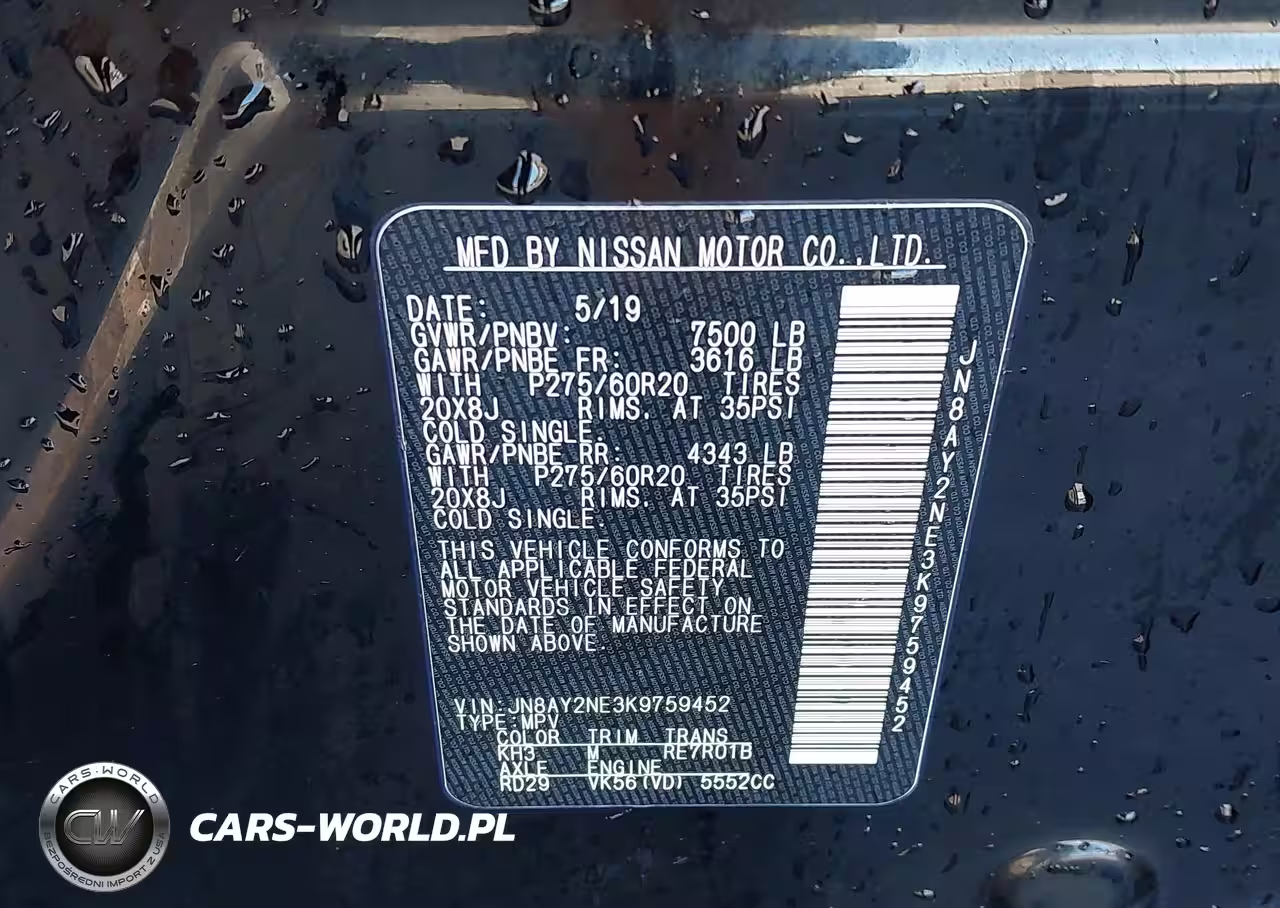 MFD BY NISSAN MOTOR CO.,LTD.
DATE: 5/19
GVWR/PNBV: 7500 LB
GAWR/PNBE FR: 3616 LB
WITH P275/60R20 TIRES
20X8J RIMS. AT 35PSI
COLD SINGLE.
GAWR/PNBE RR: 4343 LB
WITH P275/60R20 TIRES
20X8J RIMS. AT 35PSI
COLD SINGLE.
THIS VEHICLE CONFORMS TO
ALL APPLICABLE FEDERAL
MOTOR VEHICLE SAFETY
STANDARDS IN EFFECT ON
THE DATE OF MANUFACTURE
SHOWN ABOVE.
VIN:JN8AY2NE3K9759452
TYPE:MPV
COLOR TRIM TRANS
KH3 M RE7R01B
AXLE ENGINE
RD29 VK56(VD) 5552CC
JN8AY2NE3K9759452
CARS-WORLD
CW
BEZPOŚREDNI IMPORT Z USA
CARS-WORLD.PL